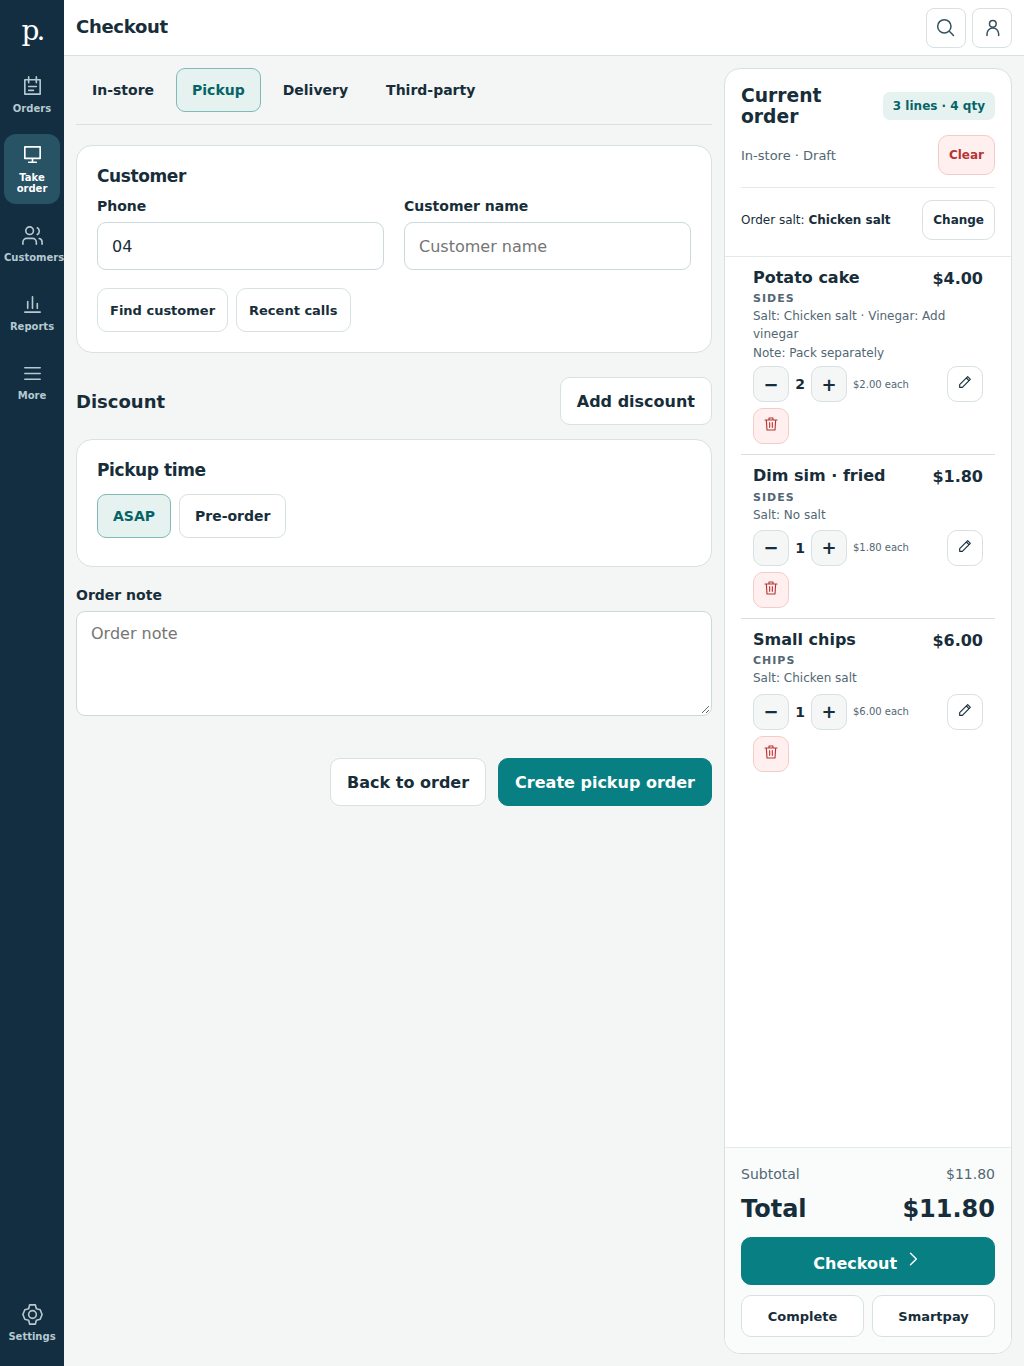 p.
Checkout
Orders
Take
order
Customers
Reports
More
Settings
In-store
Pickup
Delivery
Third-party
Customer
Phone
Customer name
04
Customer name
Find customer
Recent calls
Discount
Add discount
Pickup time
ASAP
Pre-order
Order note
Order note
Back to order
Create pickup order
Current
order
3 lines · 4 qty
In-store · Draft
Clear
Order salt: Chicken salt
Change
Potato cake
$4.00
SIDES
Salt: Chicken salt · Vinegar: Add
vinegar
Note: Pack separately
− 2 + $2.00 each
Dim sim · fried
$1.80
SIDES
Salt: No salt
− 1 + $1.80 each
Small chips
$6.00
CHIPS
Salt: Chicken salt
− 1 + $6.00 each
Subtotal
$11.80
Total
$11.80
Checkout
Complete
Smartpay